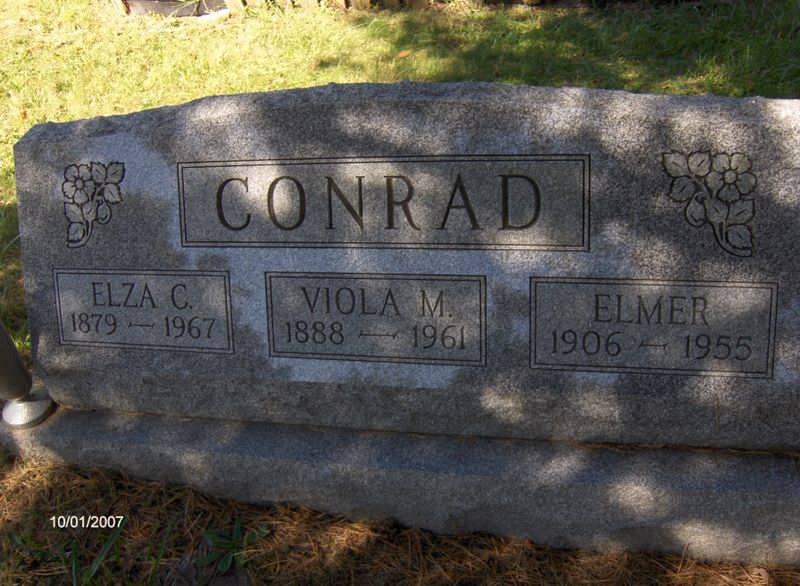 CONRAD
ELZA C.
1879 — 1967
VIOLA M.
1888 — 1961
ELMER
1906 — 1955
10/01/2007